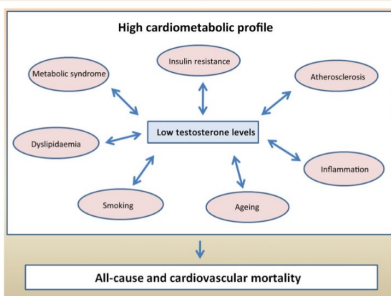 High cardiometabolic profile
Insulin resistance
Metabolic syndrome
Atherosclerosis
Low testosterone levels
Dyslipidaemia
Inflammation
Smoking
Ageing
All-cause and cardiovascular mortality